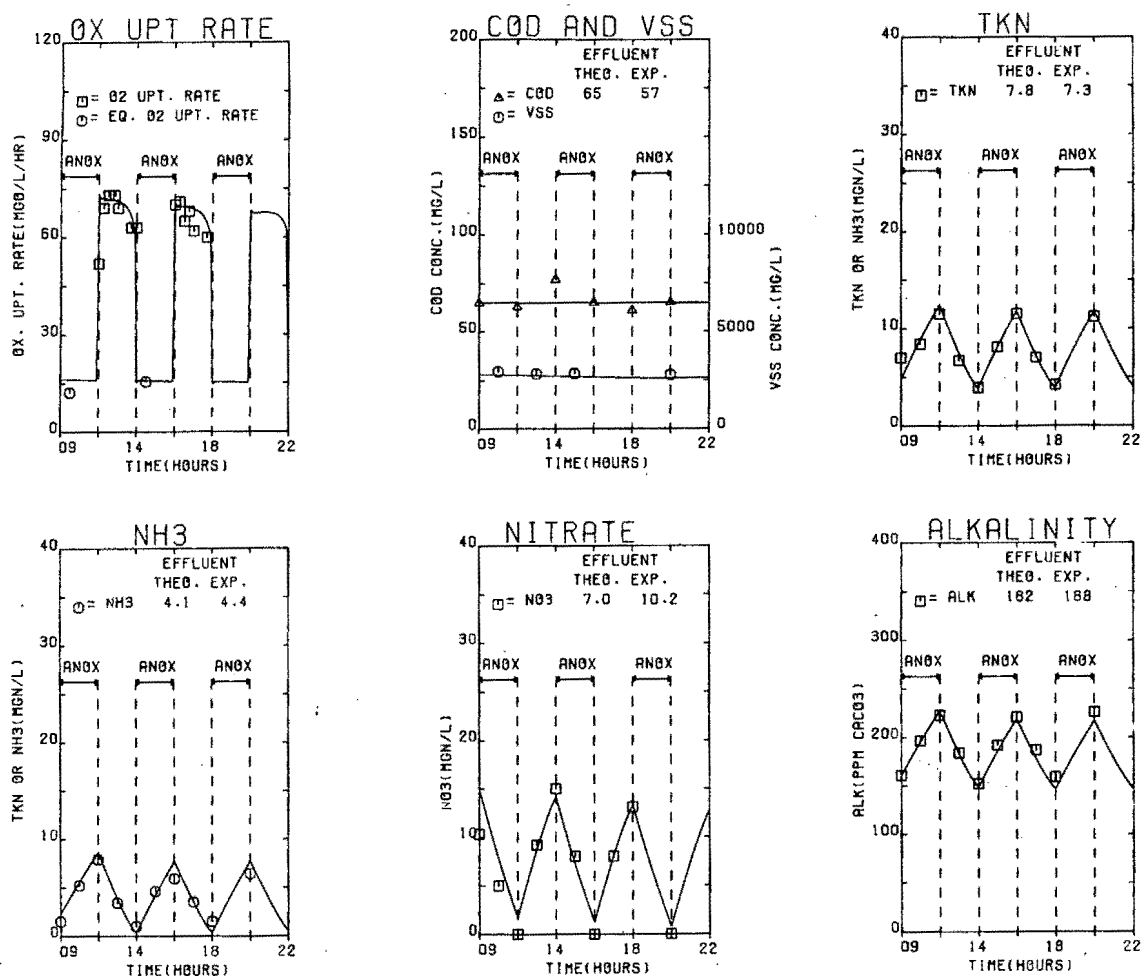 OX UPT RATE
120
90
60
30
0
OX. UPT. RATE(MGO/L/HR)
= O2 UPT. RATE
= EQ. O2 UPT. RATE
ANOX ANOX ANOX
09 14 18 22
TIME(HOURS)
COD AND VSS
200
150
100
50
0
COD CONC.(MG/L)
EFFLUENT
THEO. EXP.
= COD 65 57
= VSS
ANOX ANOX ANOX
10000
5000
0
VSS CONC.(MG/L)
09 14 18 22
TIME(HOURS)
TKN
40
30
20
10
0
TKN OR NH3(MGN/L)
EFFLUENT
THEO. EXP.
= TKN 7.8 7.3
ANOX ANOX ANOX
09 14 18 22
TIME(HOURS)
NH3
40
30
20
10
0
TKN OR NH3(MGN/L)
EFFLUENT
THEO. EXP.
= NH3 4.1 4.4
ANOX ANOX ANOX
09 14 18 22
TIME(HOURS)
NITRATE
40
30
20
10
0
NO3(MGN/L)
EFFLUENT
THEO. EXP.
= NO3 7.0 10.2
ANOX ANOX ANOX
09 14 18 22
TIME(HOURS)
ALKALINITY
400
300
200
100
0
ALK(PPM CACO3)
EFFLUENT
THEO. EXP.
= ALK 182 188
ANOX ANOX ANOX
09 14 18 22
TIME(HOURS)